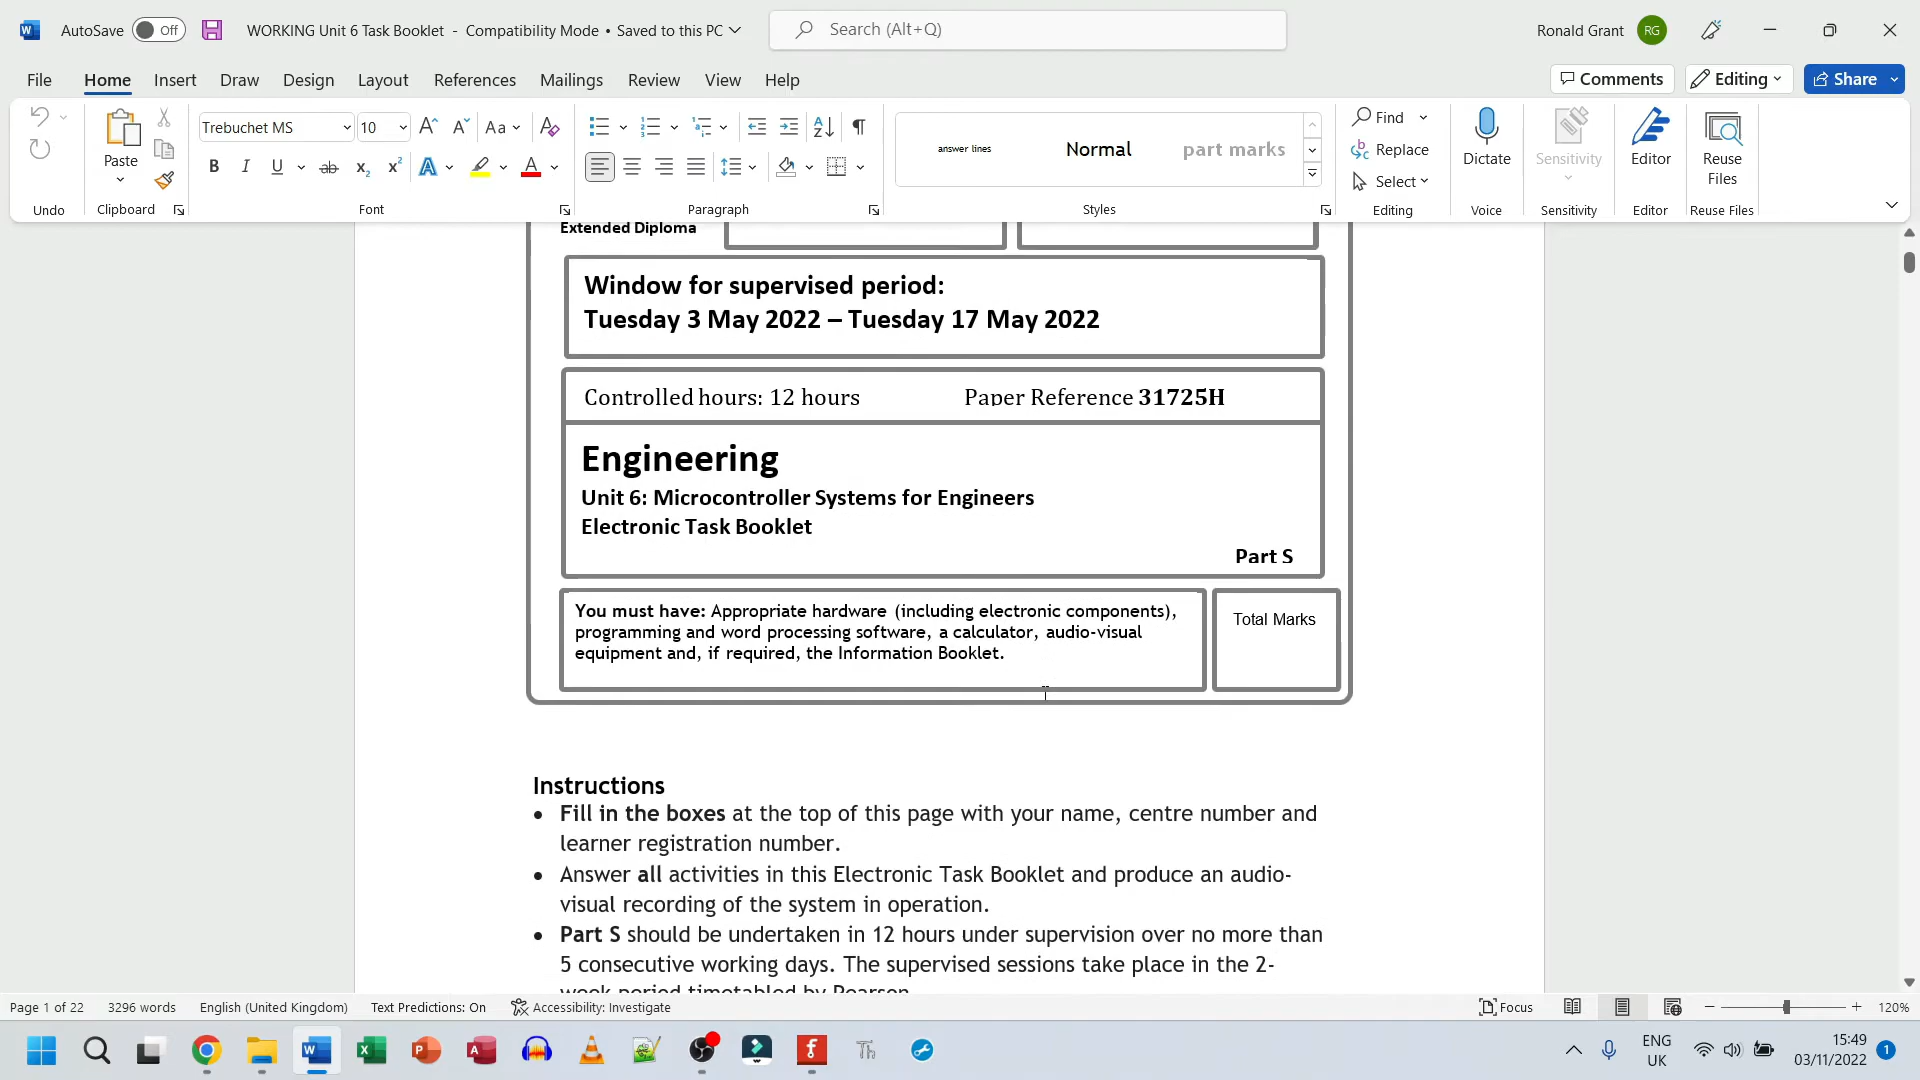 AutoSave Off WORKING Unit 6 Task Booklet - Compatibility Mode • Saved to this PC Search (Alt+Q) Ronald Grant RG
File Home Insert Draw Design Layout References Mailings Review View Help Comments Editing Share
Trebuchet MS 10 Aa
Paste
B I U ab x₂ x² A A
answer lines Normal part marks
Find
Replace
Select
Dictate Sensitivity Editor Reuse Files
Undo Clipboard Font Paragraph Styles Editing Voice Sensitivity Editor Reuse Files
Extended Diploma
Window for supervised period:
Tuesday 3 May 2022 – Tuesday 17 May 2022
Controlled hours: 12 hours Paper Reference 31725H
Engineering
Unit 6: Microcontroller Systems for Engineers
Electronic Task Booklet
Part S
You must have: Appropriate hardware (including electronic components),
programming and word processing software, a calculator, audio-visual
equipment and, if required, the Information Booklet.
Total Marks
Instructions
• Fill in the boxes at the top of this page with your name, centre number and
learner registration number.
• Answer all activities in this Electronic Task Booklet and produce an audio-
visual recording of the system in operation.
• Part S should be undertaken in 12 hours under supervision over no more than
5 consecutive working days. The supervised sessions take place in the 2-
week period timetabled by Pearson.
Page 1 of 22 3296 words English (United Kingdom) Text Predictions: On Accessibility: Investigate Focus 120%
ENG
UK
15:49
03/11/2022
1